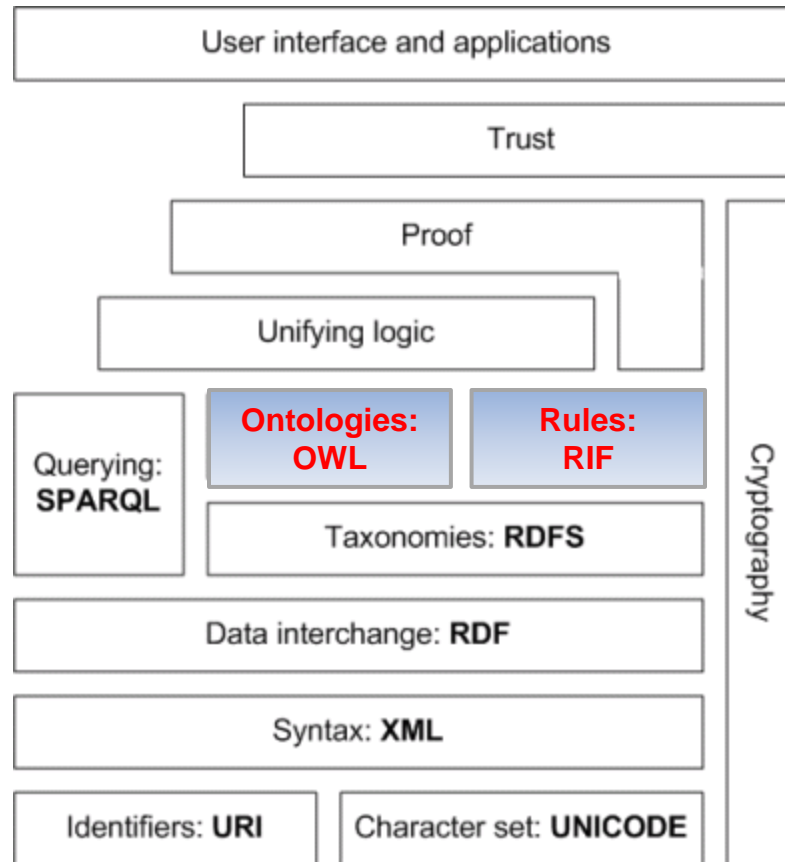 User interface and applications
Trust
Proof
Unifying logic
Ontologies:
OWL
Rules:
RIF
Querying:
SPARQL
Taxonomies: RDFS
Data interchange: RDF
Syntax: XML
Identifiers: URI
Character set: UNICODE
Cryptography